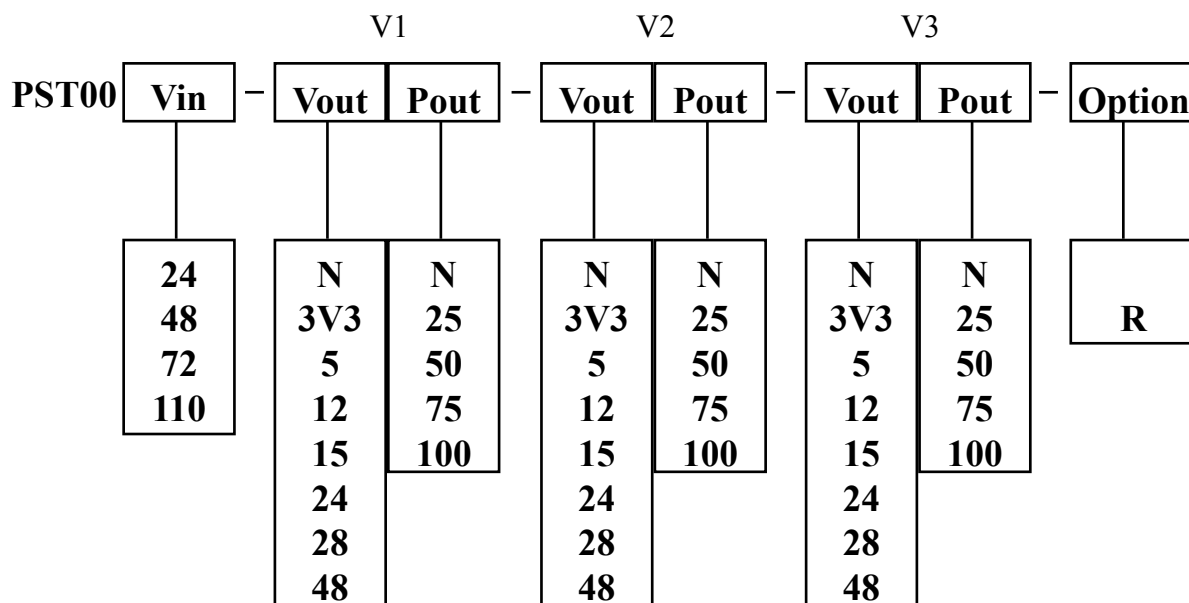 V1 V2 V3
PST00 Vin – Vout Pout – Vout Pout – Vout Pout – Option
24 N N N N N N
48 3V3 25 3V3 25 3V3 25 R
72 5 50 5 50 5 50
110 12 75 12 75 12 75
15 100 15 100 15 100
24 24 24
28 28 28
48 48 48